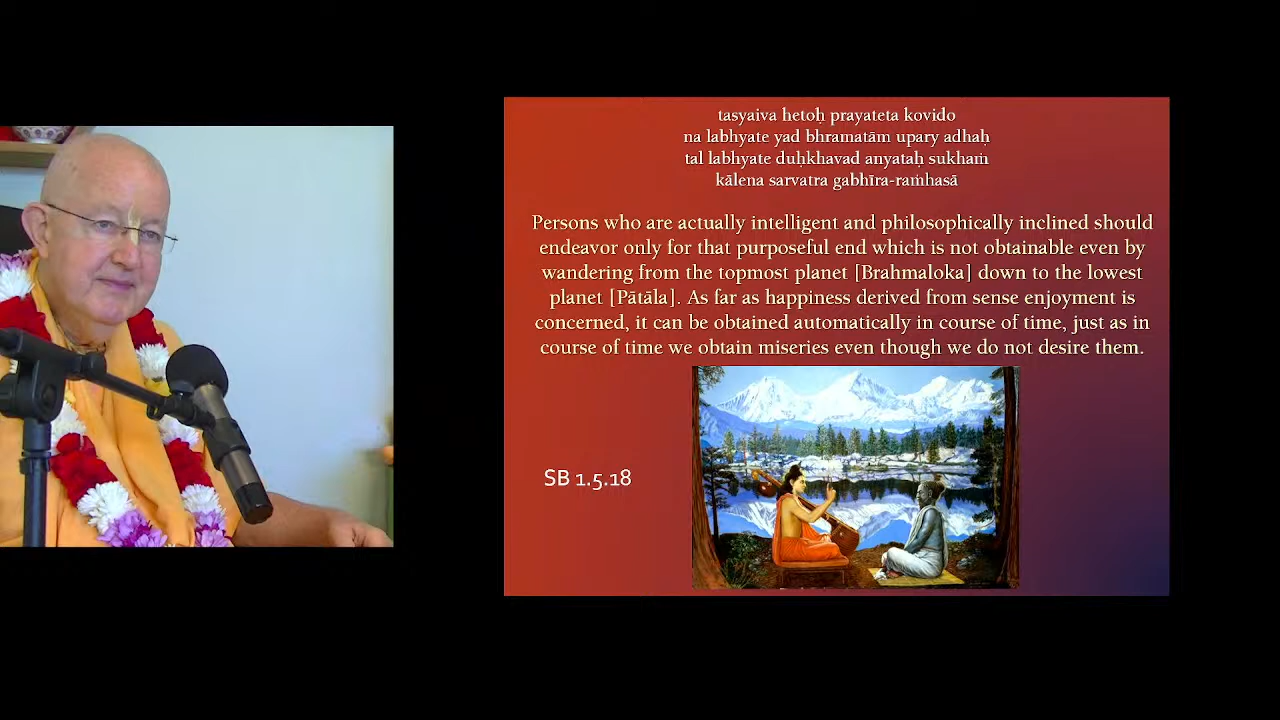 tasyaiva hetoḥ prayateta kovido
na labhyate yad bhramatām upary adhaḥ
tal labhyate duḥkhavad anyataḥ sukhaṁ
kālena sarvatra gabhīra-raṁhasā
Persons who are actually intelligent and philosophically inclined should
endeavor only for that purposeful end which is not obtainable even by
wandering from the topmost planet [Brahmaloka] down to the lowest
planet [Pātāla]. As far as happiness derived from sense enjoyment is
concerned, it can be obtained automatically in course of time, just as in
course of time we obtain miseries even though we do not desire them.
SB 1.5.18